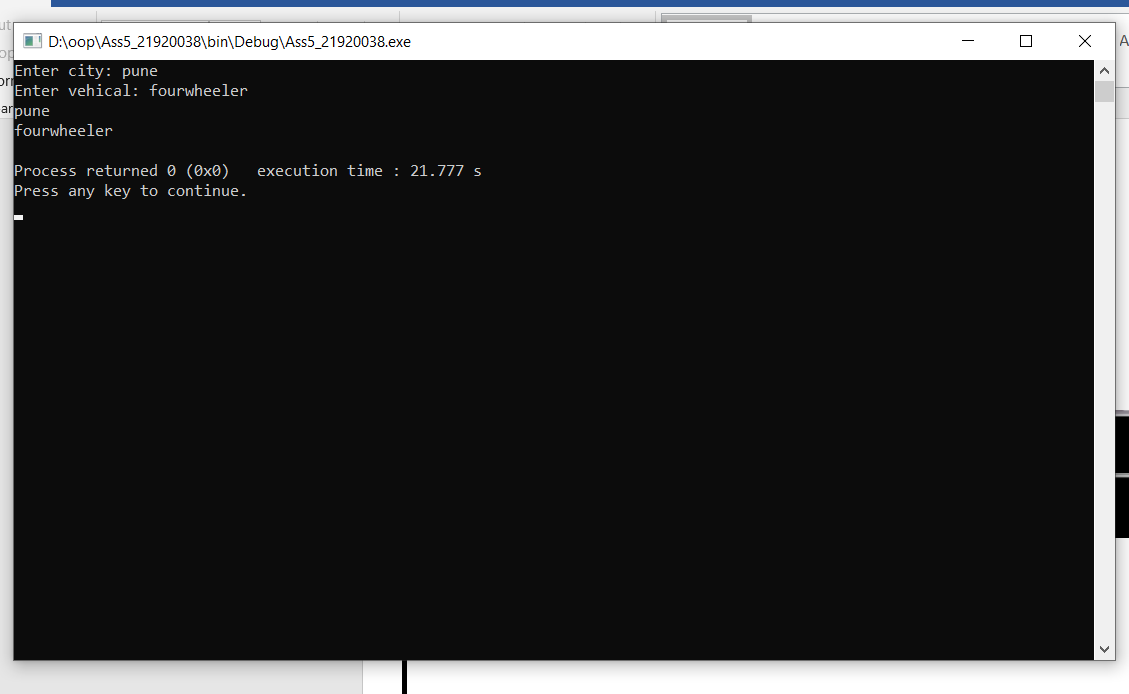 D:\oop\Ass5_21920038\bin\Debug\Ass5_21920038.exe
Enter city: pune
Enter vehical: fourwheeler
pune
fourwheeler
Process returned 0 (0x0)   execution time : 21.777 s
Press any key to continue.